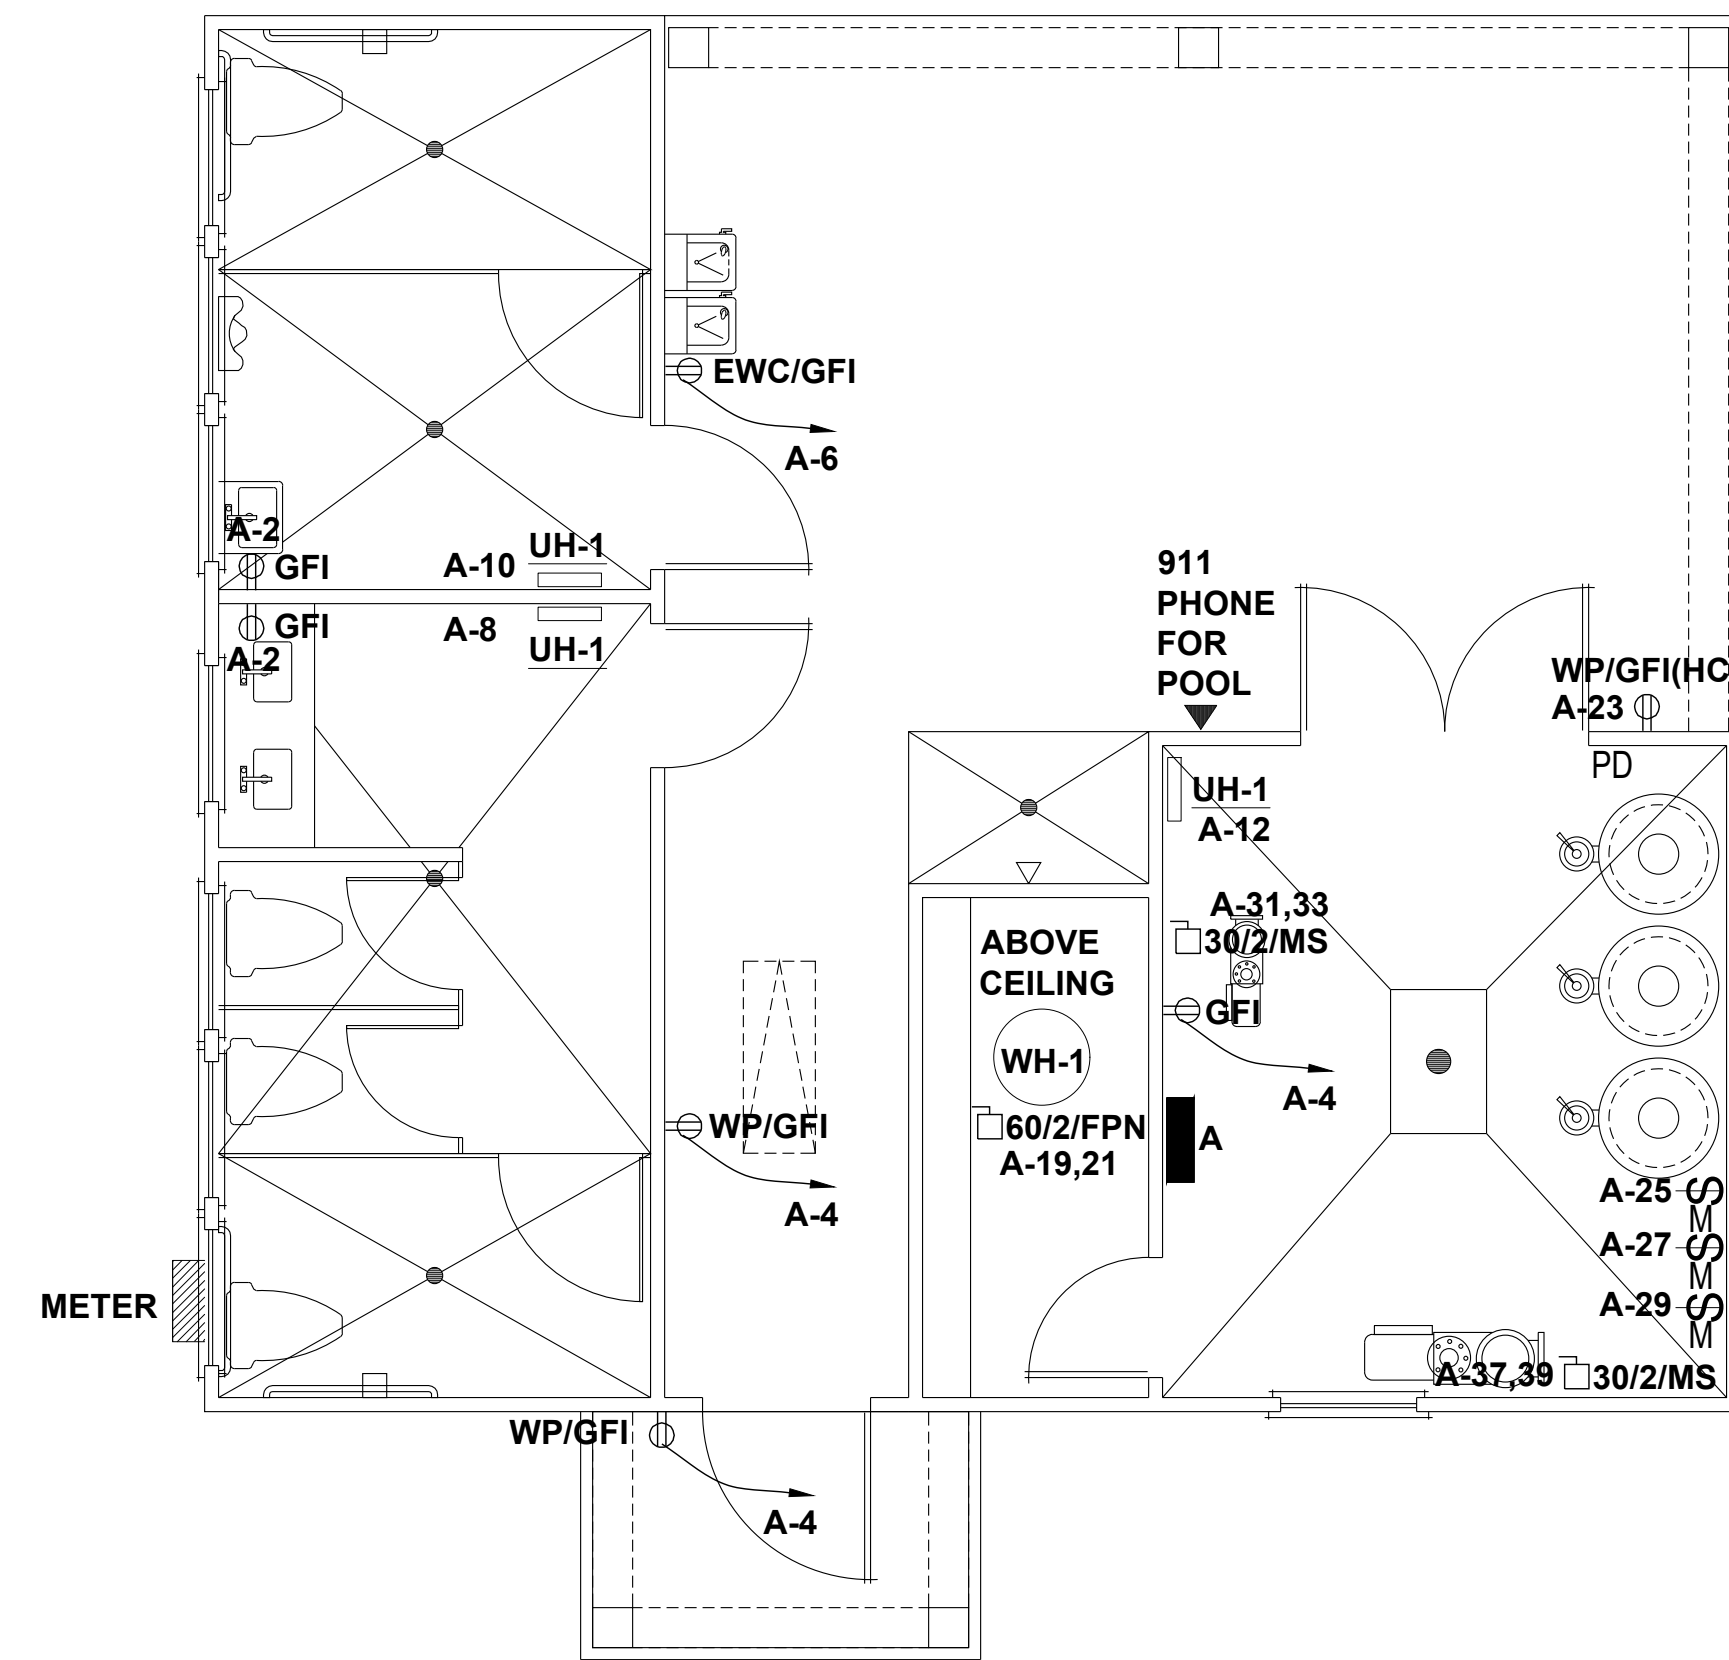 EWC/GFI
A-6
A-2
GFI
A-10
UH-1
GFI
A-2
A-8
UH-1
911
PHONE
FOR
POOL
WP/GFI(HC
A-23
PD
UH-1
A-12
A-31,33
30/2/MS
ABOVE
CEILING
GFI
WH-1
A-4
WP/GFI
60/2/FPN
A-19,21
A
A-4
A-25
S
M
A-27
S
M
A-29
S
M
METER
A-37,39
30/2/MS
WP/GFI
A-4